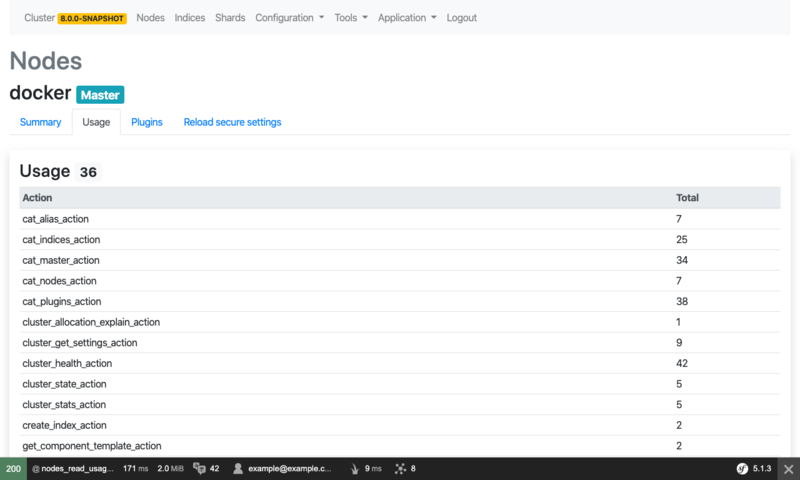 Cluster 8.0.0-SNAPSHOT Nodes Indices Shards Configuration Tools Application Logout
Nodes
docker Master
Summary Usage Plugins Reload secure settings
Usage 36
Action Total
cat_alias_action 7
cat_indices_action 25
cat_master_action 34
cat_nodes_action 7
cat_plugins_action 38
cluster_allocation_explain_action 1
cluster_get_settings_action 9
cluster_health_action 42
cluster_state_action 5
cluster_stats_action 5
create_index_action 2
get_component_template_action 2
200 @ nodes_read_usag... 171 ms 2.0 MiB 42 example@example.c... 9 ms 8 sf 5.1.3